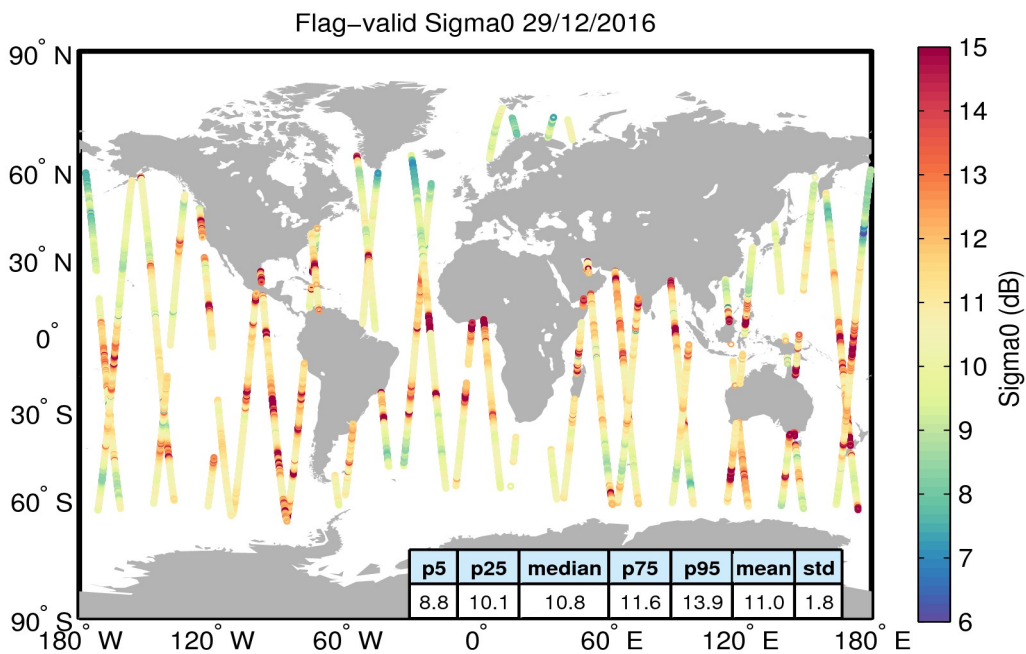 Flag-valid Sigma0 29/12/2016
90° N
60° N
30° N
0°
30° S
60° S
90° S
180° W
120° W
60° W
0°
60° E
120° E
180° E
15
14
13
12
11
10
9
8
7
6
Sigma0 (dB)
p5 p25 median p75 p95 mean std
8.8 10.1 10.8 11.6 13.9 11.0 1.8